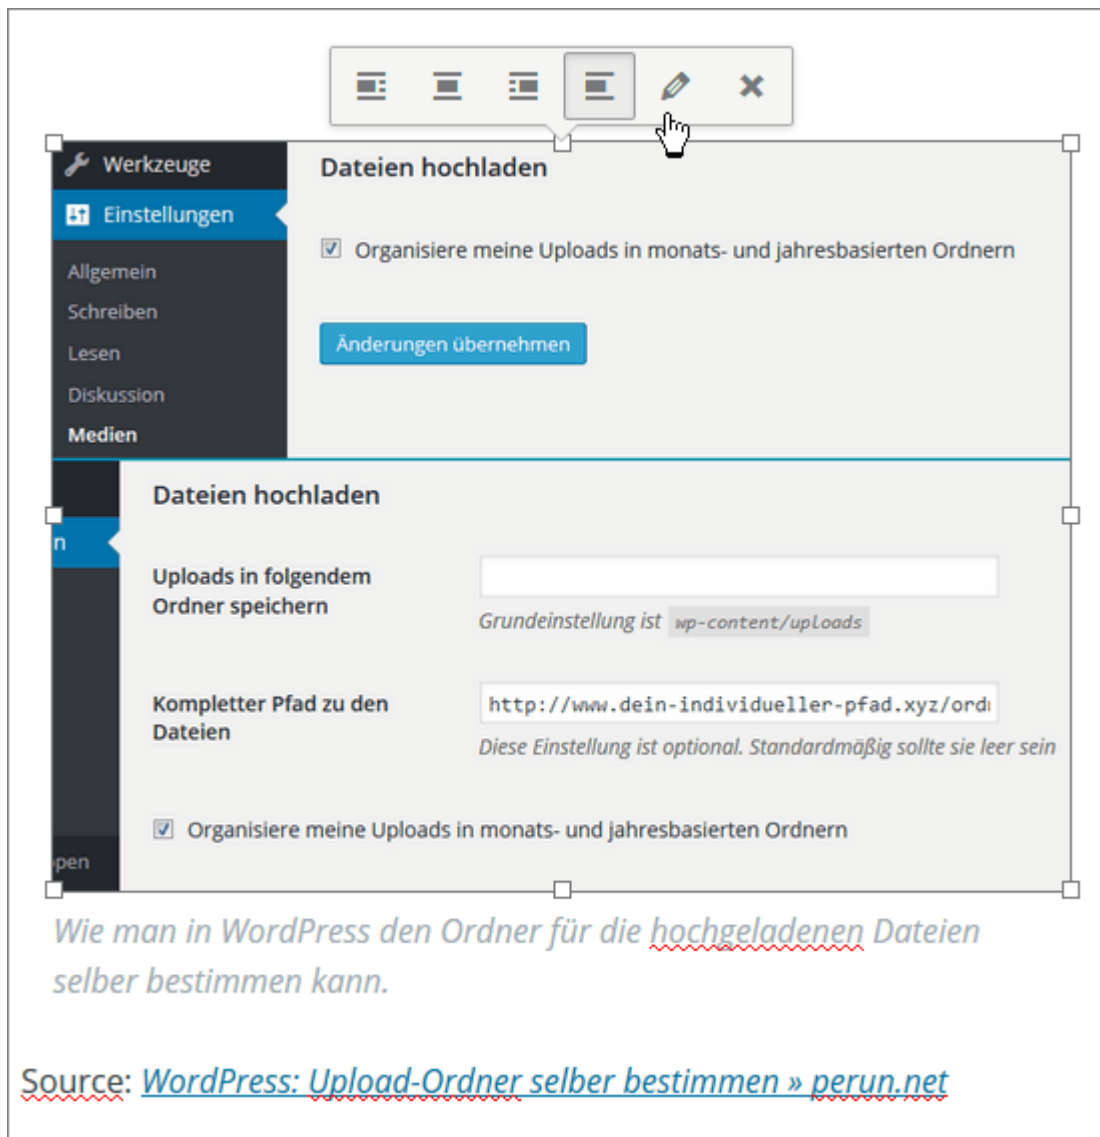 Werkzeuge
Dateien hochladen
Einstellungen
Organisiere meine Uploads in monats- und jahresbasierten Ordnern
Allgemein
Schreiben
Änderungen übernehmen
Lesen
Diskussion
Medien
Dateien hochladen
n
Uploads in folgendem
Ordner speichern
Grundeinstellung ist wp-content/uploads
Kompletter Pfad zu den
Dateien
http://www.dein-individueller-pfad.xyz/ord
Diese Einstellung ist optional. Standardmäßig sollte sie leer sein
Organisiere meine Uploads in monats- und jahresbasierten Ordnern
pen
Wie man in WordPress den Ordner für die hochgeladenen Dateien
selber bestimmen kann.
Source: WordPress: Upload-Ordner selber bestimmen » perun.net